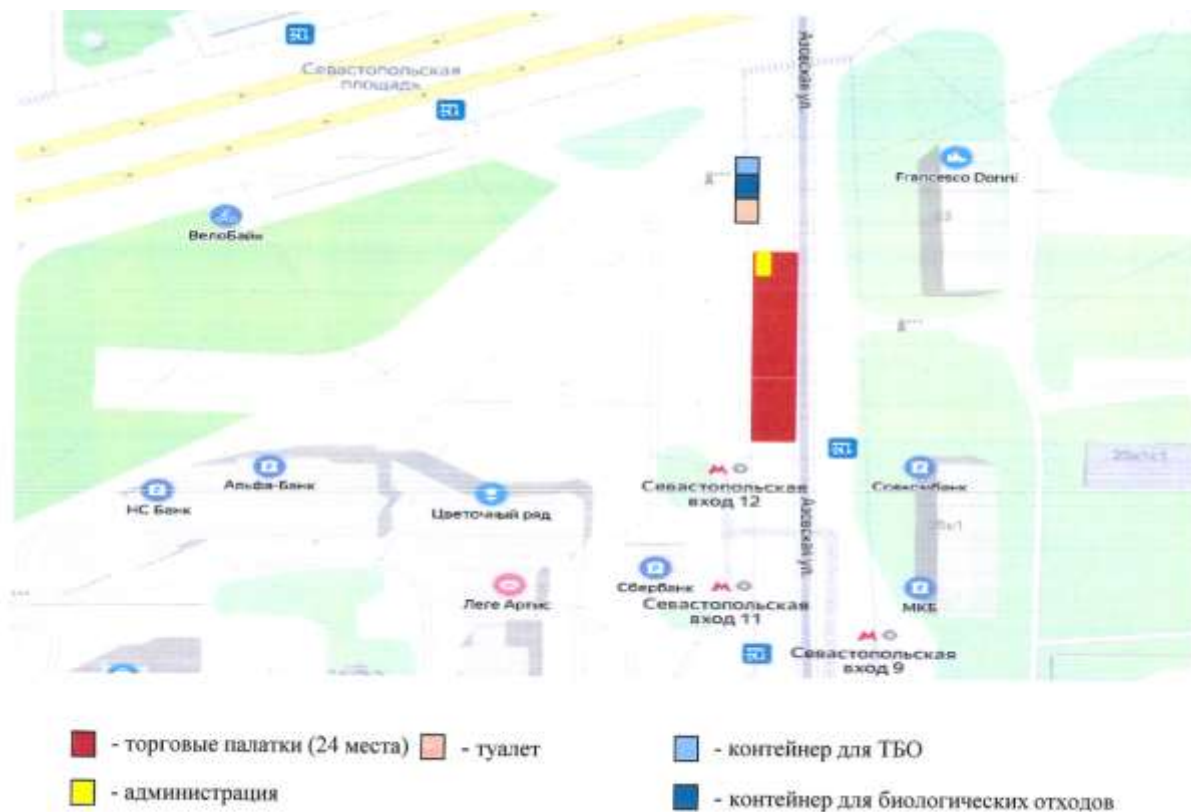 Севастопольская
площадь
Азовская ул.
Francesco Donni
ВелоБайк
Альфа-Банк
НС Банк
Цветочный ряд
Севастопольская
вход 12
Совкомбанк
Азовская ул.
Сбербанк
Леге Артис
Севастопольская
вход 11
МКБ
Севастопольская
вход 9
- торговые палатки (24 места)
- туалет
- контейнер для ТБО
- администрация
- контейнер для биологических отходов